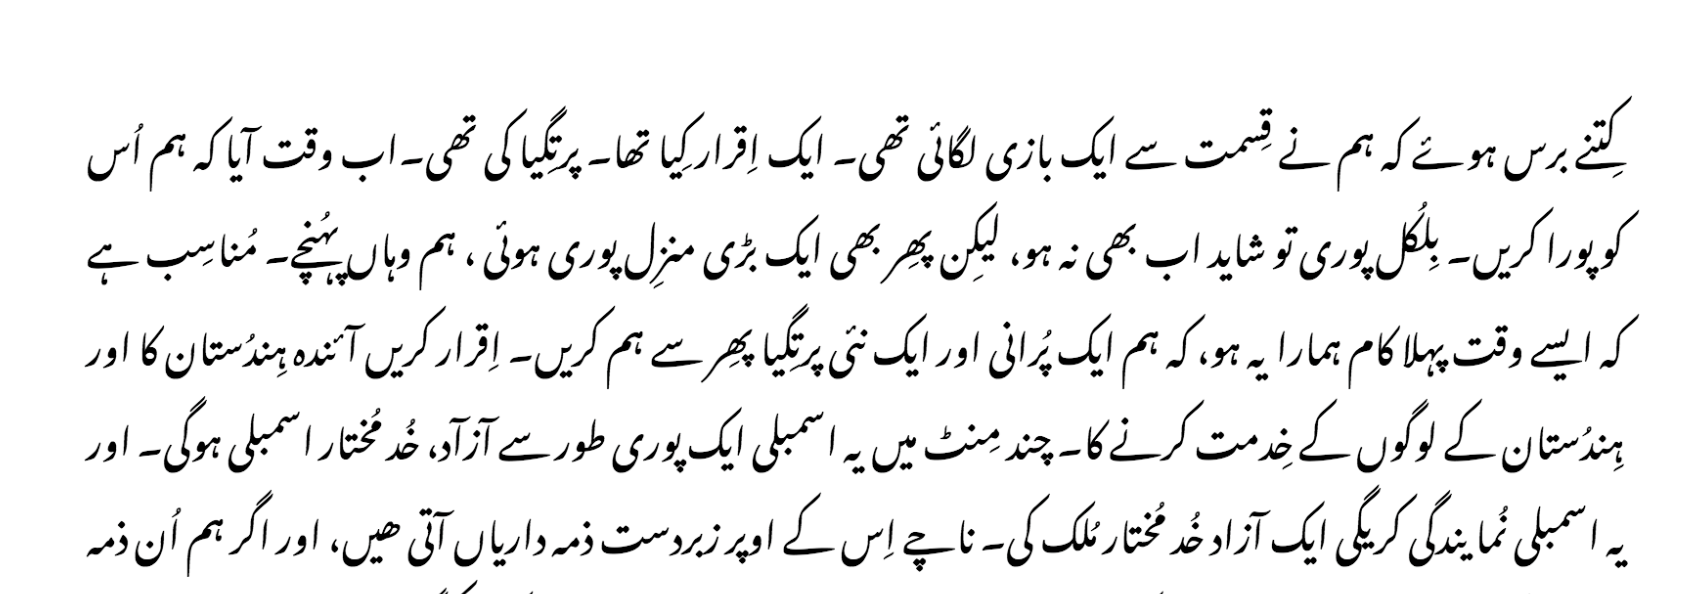 کِتنے برس ہوئے کہ ہم نے قِسمت سے ایک بازی لگائی تھی۔ ایک اِقرار کِیا تھا۔ پرتِگیا کی تھی۔ اب وقت آیا کہ ہم اُس
کو پورا کریں۔ بِلکُل پوری تو شاید اب بھی نہ ہو، لیکِن پھِر بھی ایک بڑی منزِل پوری ہوئی ، ہم وہاں پہُنچے۔ مُناسِب ہے
کہ ایسے وقت پہلا کام ہمارا یہ ہو، کہ ہم ایک پُرانی اور ایک نئی پرتِگیا پھِر سے ہم کریں۔ اِقرار کریں آئندہ ہِندُستان کا اور
ہِندُستان کے لوگوں کے خِدمت کرنے کا۔ چند مِنٹ میں یہ اسمبلی ایک پوری طور سے آزآد، خُد مُختار اسمبلی ہوگی۔ اور
یہ اسمبلی نُمایندگی کریگی ایک آزاد خُد مُختار مُلک کی۔ ناچے اِس کے اوپر زبردست ذمہ داریاں آتی ھیں، اور اگر ہم اُن ذمہ